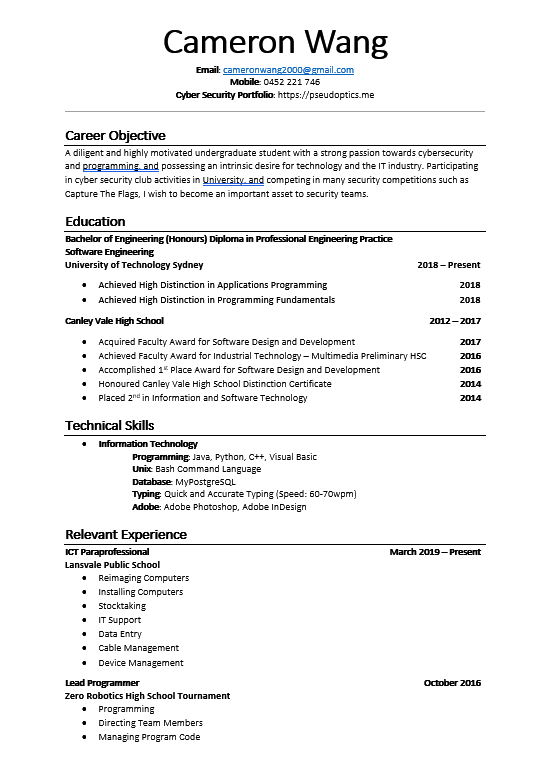 Cameron Wang
Email: cameronwang2000@gmail.com
Mobile: 0452 221 746
Cyber Security Portfolio: https://pseudoptics.me
Career Objective
A diligent and highly motivated undergraduate student with a strong passion towards cybersecurity
and programming, and possessing an intrinsic desire for technology and the IT industry. Participating
in cyber security club activities in University, and competing in many security competitions such as
Capture The Flags, I wish to become an important asset to security teams.
Education
Bachelor of Engineering (Honours) Diploma in Professional Engineering Practice
Software Engineering
University of Technology Sydney 2018 – Present
• Achieved High Distinction in Applications Programming 2018
• Achieved High Distinction in Programming Fundamentals 2018
Canley Vale High School 2012 – 2017
• Acquired Faculty Award for Software Design and Development 2017
• Achieved Faculty Award for Industrial Technology – Multimedia Preliminary HSC 2016
• Accomplished 1st Place Award for Software Design and Development 2016
• Honoured Canley Vale High School Distinction Certificate 2014
• Placed 2nd in Information and Software Technology 2014
Technical Skills
• Information Technology
Programming: Java, Python, C++, Visual Basic
Unix: Bash Command Language
Database: MyPostgreSQL
Typing: Quick and Accurate Typing (Speed: 60-70wpm)
Adobe: Adobe Photoshop, Adobe InDesign
Relevant Experience
ICT Paraprofessional March 2019 – Present
Lansvale Public School
• Reimaging Computers
• Installing Computers
• Stocktaking
• IT Support
• Data Entry
• Cable Management
• Device Management
Lead Programmer October 2016
Zero Robotics High School Tournament
• Programming
• Directing Team Members
• Managing Program Code